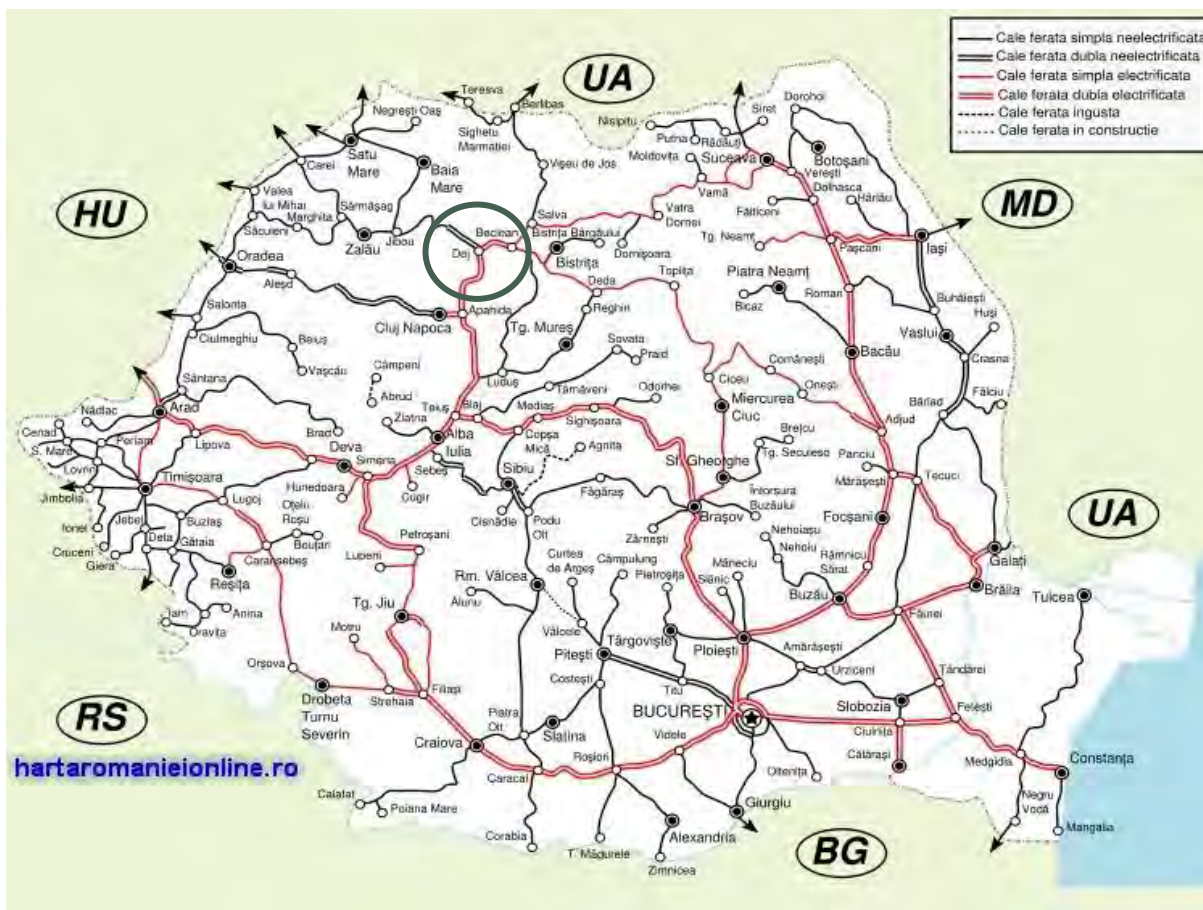 Cale ferata simpla neelectrificata
Cale ferata dubla neelectrificata
Cale ferata simpla electrificata
Cale ferata dubla electrificata
Cale ferata ingusta
Cale ferata in constructie
UA
HU
MD
UA
RS
BG
hartaromanieionline.ro
Teresva
Berlibas
Negrești Oaș
Sighetu
Marmatiei
Nisipitu
Siret
Dorohoi
Putna
Rădăuți
Satu
Mare
Carei
Baia
Mare
Vișeu de Jos
Moldovița
Suceava
Vama
Verești
Botoșani
Dolhasca
Hârlău
Valea
lui Mihai
Marghita
Sărmășag
Săcuieni
Zalău
Jibou
Dej
Beclean
Salva
Bistrița Bârgăului
Bistrița
Vatra
Dornei
Dornișoara
Fălticeni
Tg. Neamț
Pașcani
Iași
Oradea
Aleșd
Cluj Napoca
Apahida
Deda
Toplița
Reghin
Piatra Neamț
Bicaz
Roman
Buhăiești
Huși
Salonta
Ciulmeghiu
Beiuș
Vașcău
Tg. Mureș
Sovata
Praid
Vaslui
Crasna
Bacău
Comănești
Onești
Ciceu
Miercurea
Ciuc
Câmpeni
Abrud
Zlatna
Luduș
Târnăveni
Odorhei
Bârlad
Fălciu
Adjud
Sântana
Nădlac
Arad
Cenad
S. Mare
Periam
Lovrin
Lipova
Brad
Deva
Simeria
Teiuș
Blaj
Mediaș
Sighișoara
Copșa
Mică
Agnita
Alba
Iulia
Sebeș
Sibiu
Brețcu
Tg. Secuiesc
Sf. Gheorghe
Panciu
Mărășești
Tecuci
Timișoara
Jimbolia
Hunedoara
Cugir
Lugoj
Oțelu
Roșu
Făgăraș
Întorsura
Buzăului
Brașov
Zărnești
Cisnădie
Podu
Olt
Focșani
Galați
Ionel
Jebel
Buziaș
Deta
Gătaia
Cruceni
Giera
Bouțari
Caransebeș
Reșița
Lupeni
Petroșani
Curtea
de Argeș
Câmpulung
Pietroșița
Slănic
Măneciu
Nehoiașu
Nehoiu
Râmnicu
Sărat
Brăila
Tulcea
Iam
Anina
Oravița
Tg. Jiu
Rm. Vâlcea
Alunu
Vâlcele
Buzău
Făurei
Motru
Orșova
Pitești
Târgoviște
Ploiești
Amărășești
Urziceni
Țăndărei
Drobeta
Turnu
Severin
Strehaia
Filiași
Costești
Titu
BUCUREȘTI
Slobozia
Fetești
Ciulnița
Călărași
Piatra
Olt
Slatina
Craiova
Caracal
Roșiori
Videle
Oltenița
Medgidia
Constanța
Calafat
Poiana Mare
Corabia
T. Măgurele
Alexandria
Zimnicea
Giurgiu
Negru
Vodă
Mangalia